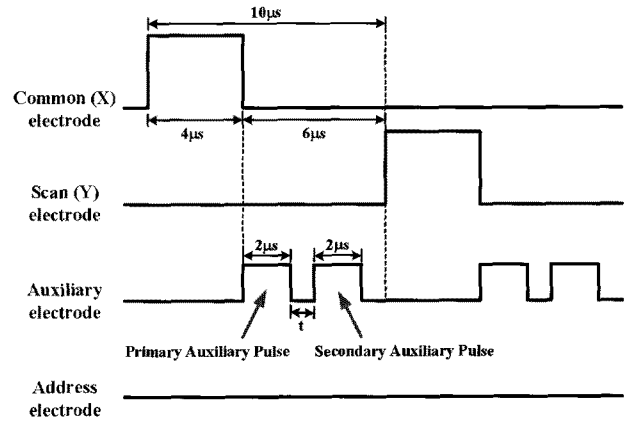 10μs
Common (X)
electrode
4μs
6μs
Scan (Y)
electrode
2μs
2μs
Auxiliary
electrode
t
Primary Auxiliary Pulse
Secondary Auxiliary Pulse
Address
electrode